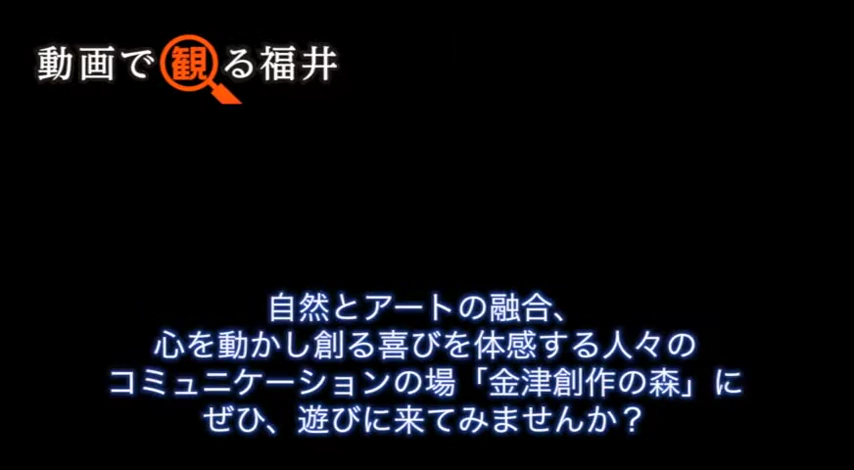 動画で観る福井
自然とアートの融合、
心を動かし創る喜びを体感する人々の
コミュニケーションの場「金津創作の森」に
ぜひ、遊びに来てみませんか？